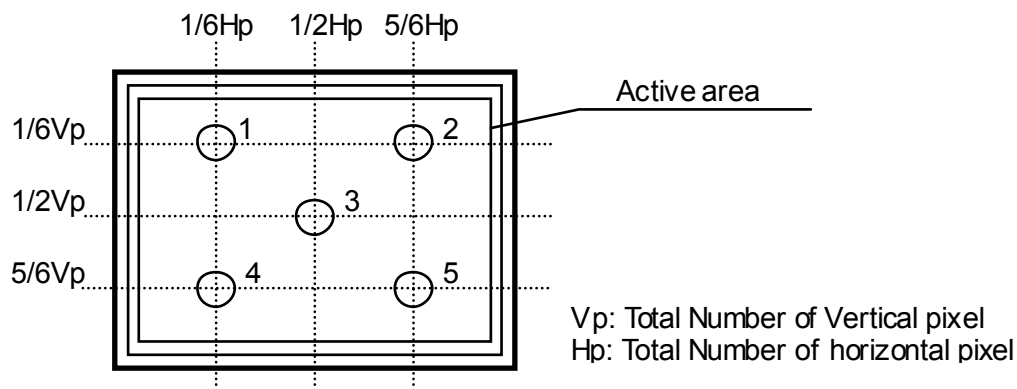 1/6Hp 1/2Hp 5/6Hp
Active area
1/6Vp
1 2
1/2Vp
3
5/6Vp
4 5
Vp: Total Number of Vertical pixel
Hp: Total Number of horizontal pixel